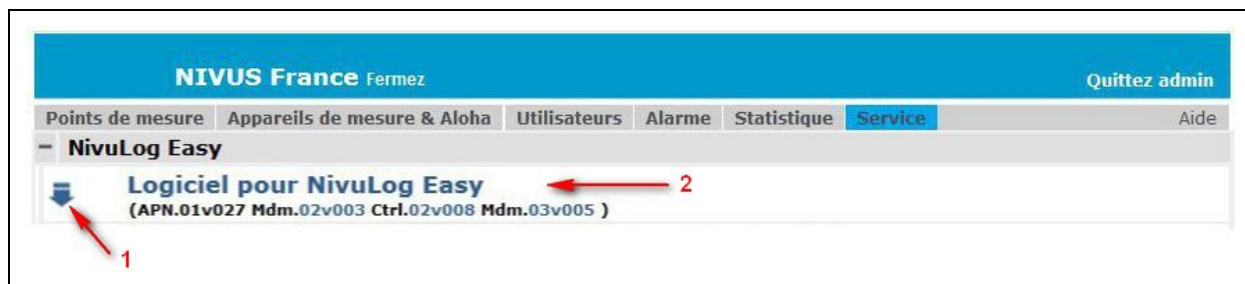 NIVUS France Fermez Quittez admin
Points de mesure Appareils de mesure & Aloha Utilisateurs Alarme Statistique Service Aide
− NivuLog Easy
Logiciel pour NivuLog Easy 2
(APN.01v027 Mdm.02v003 Ctrl.02v008 Mdm.03v005 )
1